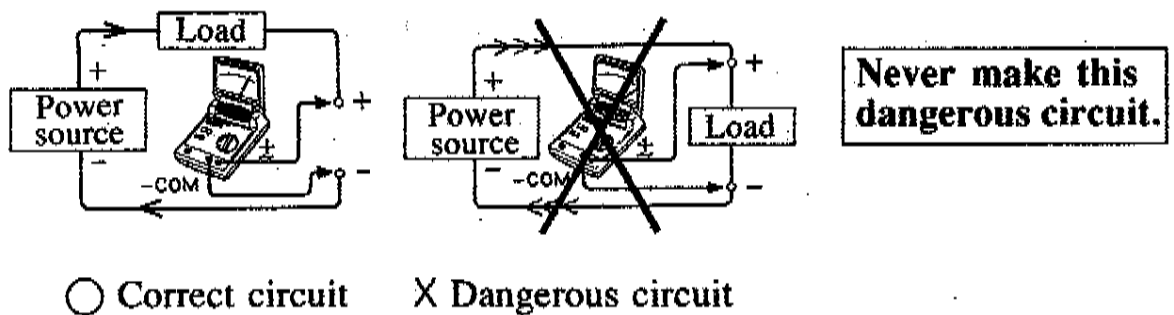 Load
+
Power
source
-
±
-COM
+
-
+
Power
source
-
±
-COM
+
Load
-
Never make this
dangerous circuit.
◯ Correct circuit
X Dangerous circuit